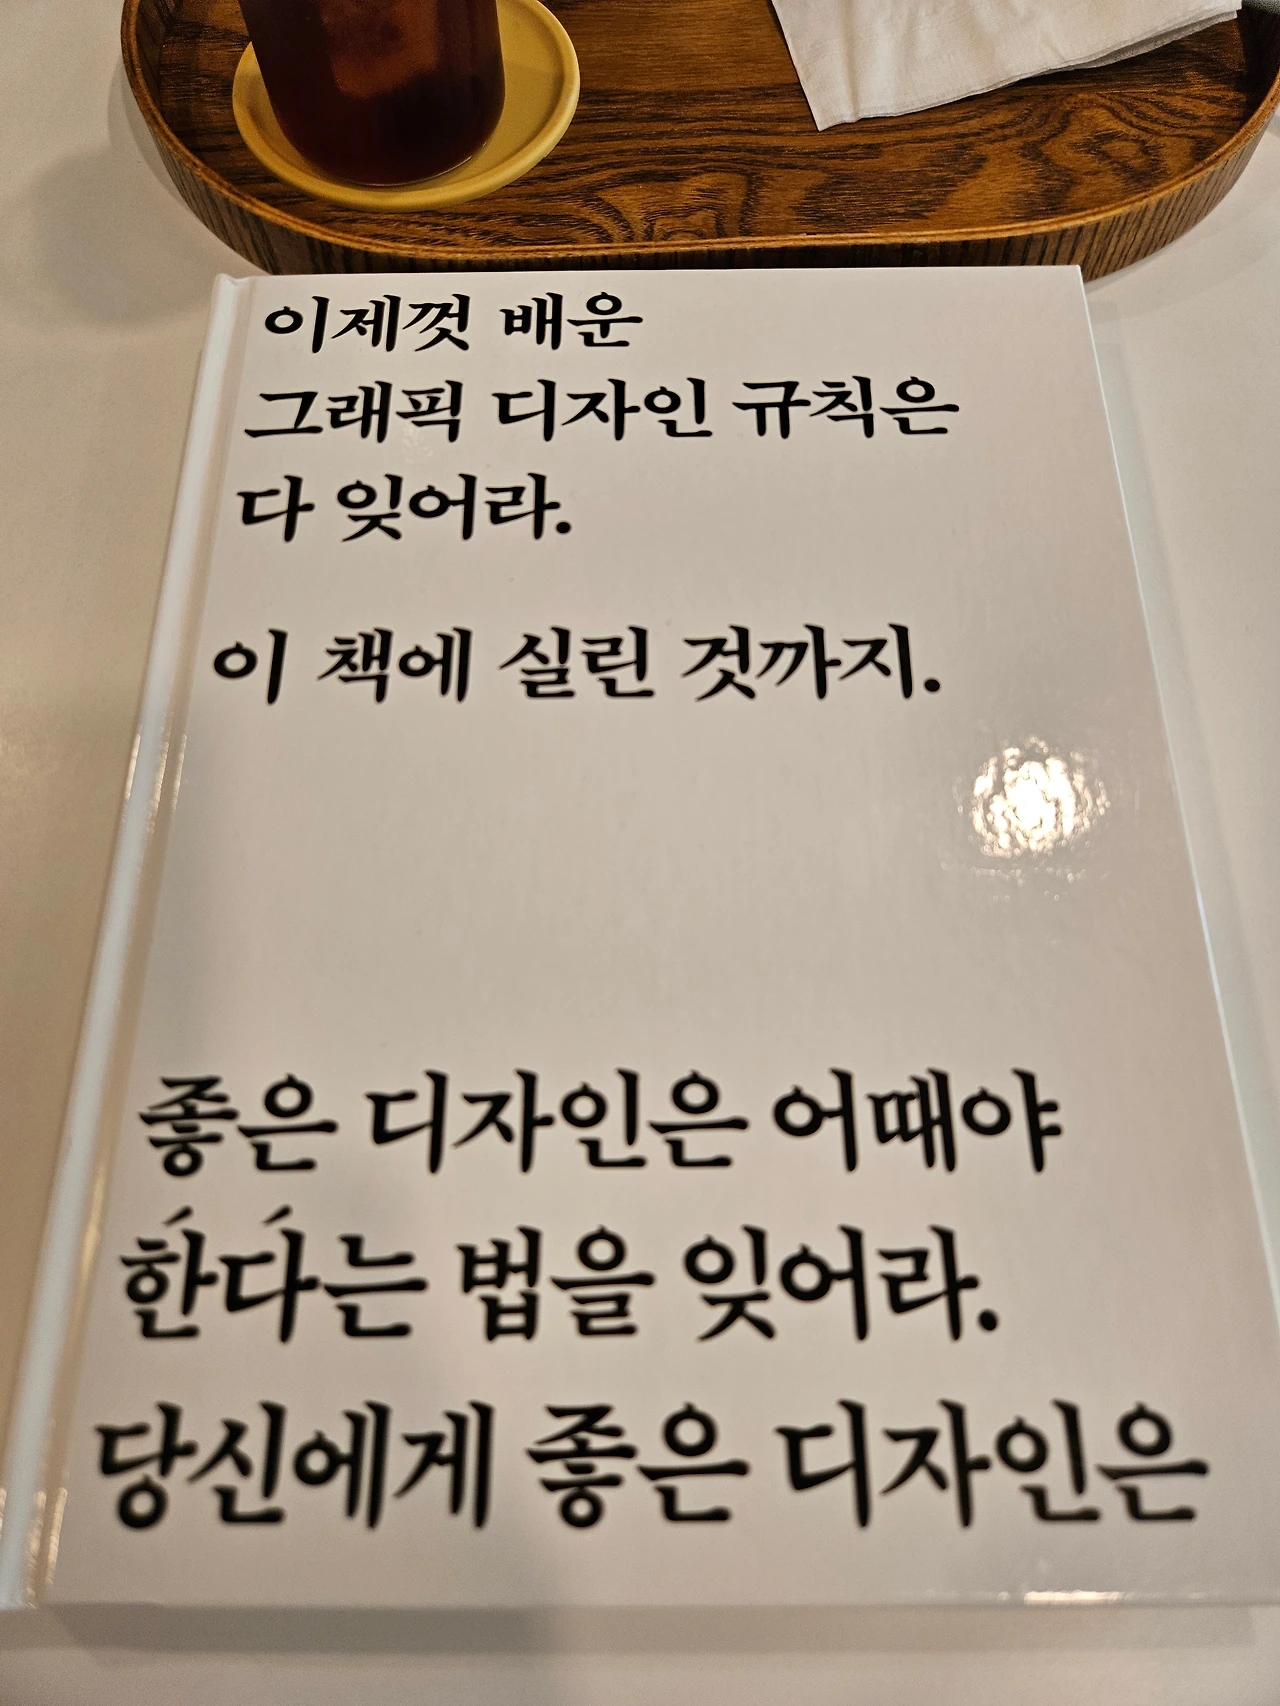 이제껏 배운
그래픽 디자인 규칙은
다 잊어라.
이 책에 실린 것까지.
좋은 디자인은 어때야
한다는 법을 잊어라.
당신에게 좋은 디자인은